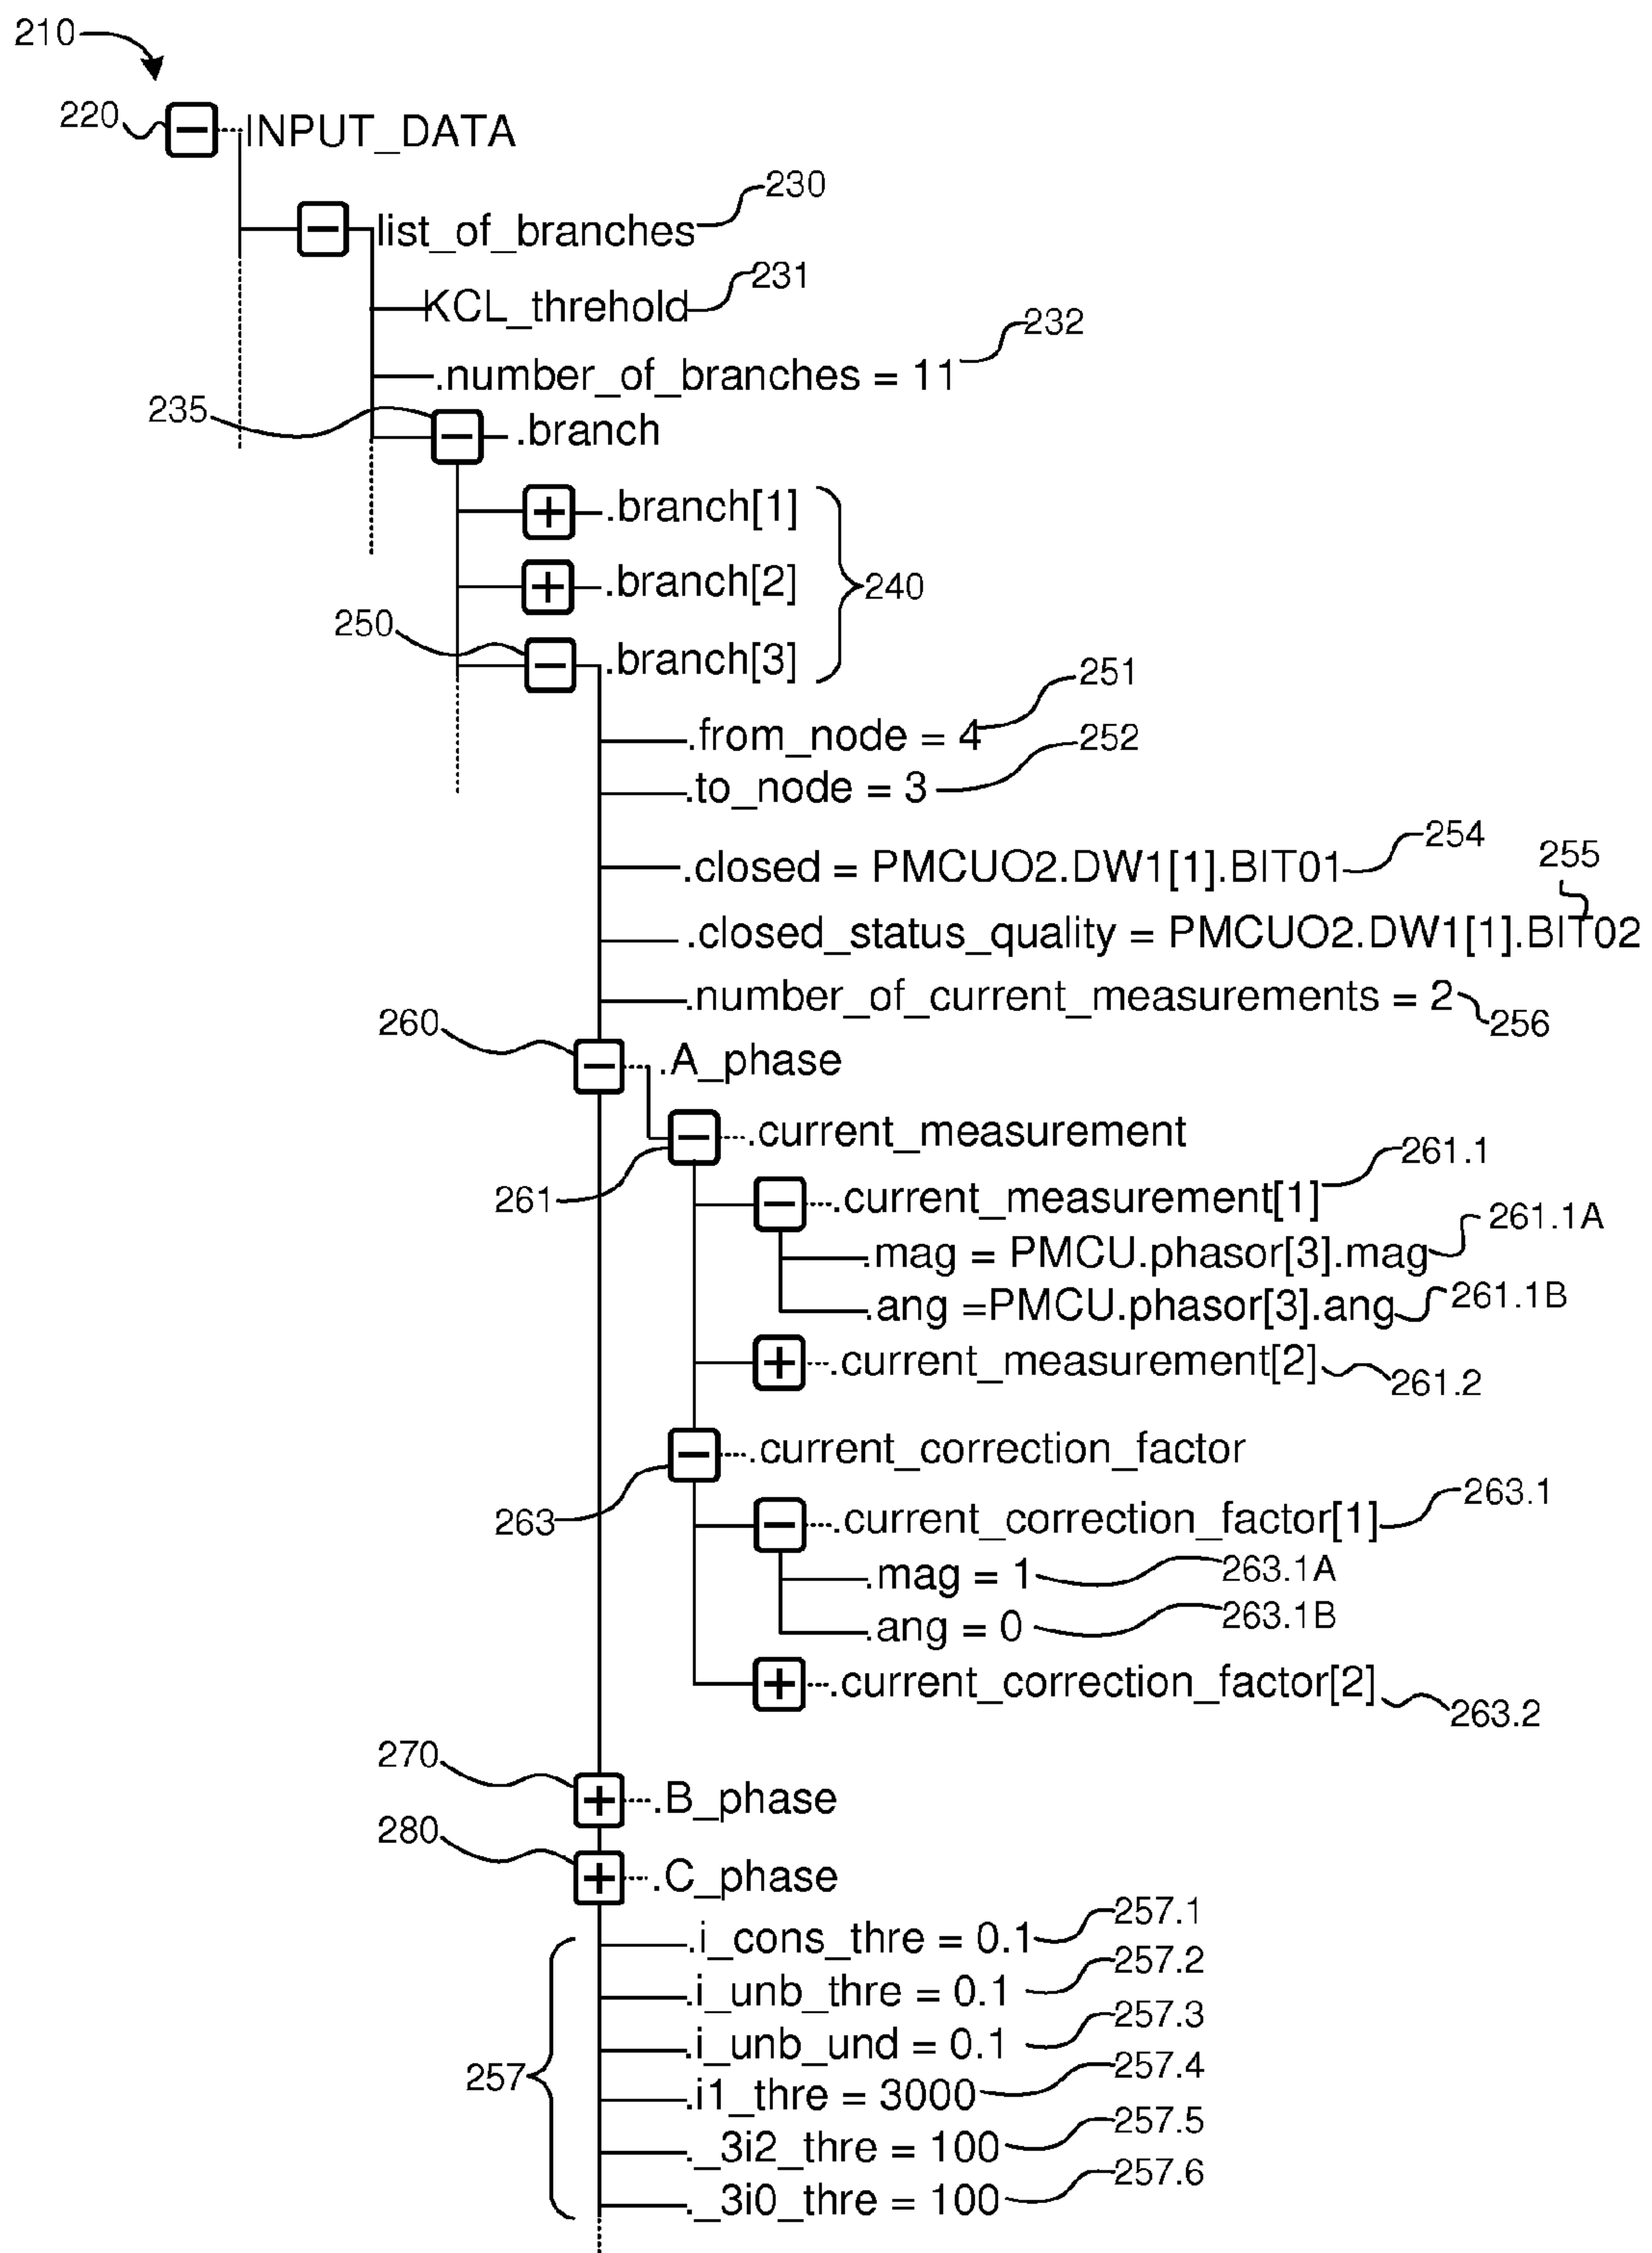 210
220 INPUT_DATA
230
list_of_branches
231
KCL_threhold
232
.number_of_branches = 11
235 .branch
.branch[1]
.branch[2] 240
250 .branch[3]
251
.from_node = 4
252
.to_node = 3
254
.closed = PMCUO2.DW1[1].BIT01
255
.closed_status_quality = PMCUO2.DW1[1].BIT02
.number_of_current_measurements = 2
256
260 .A_phase
.current_measurement
261.1
261 .current_measurement[1]
261.1A
.mag = PMCU.phasor[3].mag
.ang =PMCU.phasor[3].ang 261.1B
.current_measurement[2] 261.2
.current_correction_factor
263.1
263 .current_correction_factor[1]
.mag = 1 263.1A
.ang = 0 263.1B
.current_correction_factor[2] 263.2
270 .B_phase
280 .C_phase
257.1
.i_cons_thre = 0.1
257.2
.i_unb_thre = 0.1
257.3
.i_unb_und = 0.1
257 257.4
.i1_thre = 3000
257.5
._3i2_thre = 100
257.6
._3i0_thre = 100